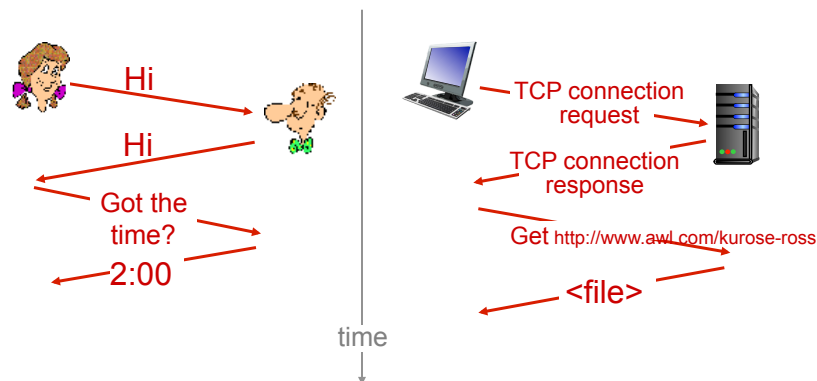 Hi
Hi
Got the
time?
2:00
TCP connection
request
TCP connection
response
Get http://www.awl.com/kurose-ross
<file>
time